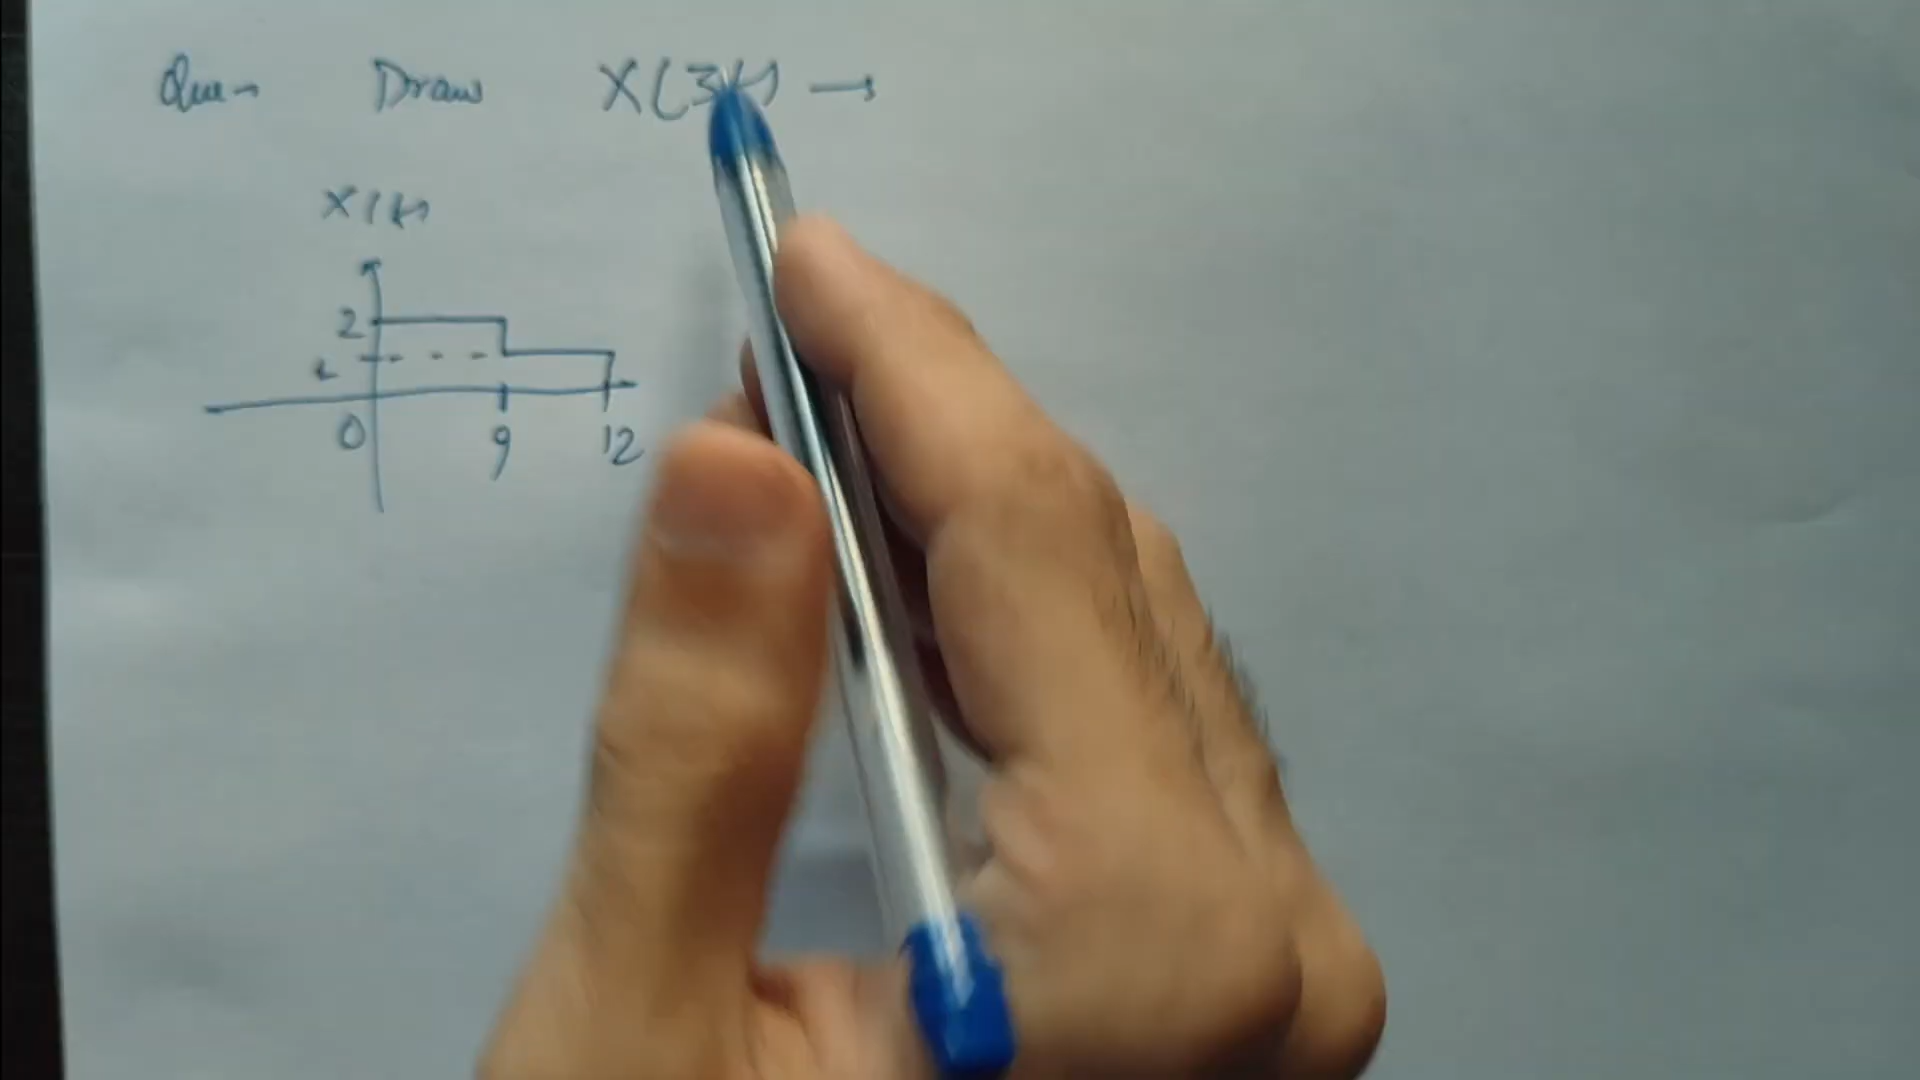 Que → Draw X(3t) →
X(t)
2
1
0 9 12